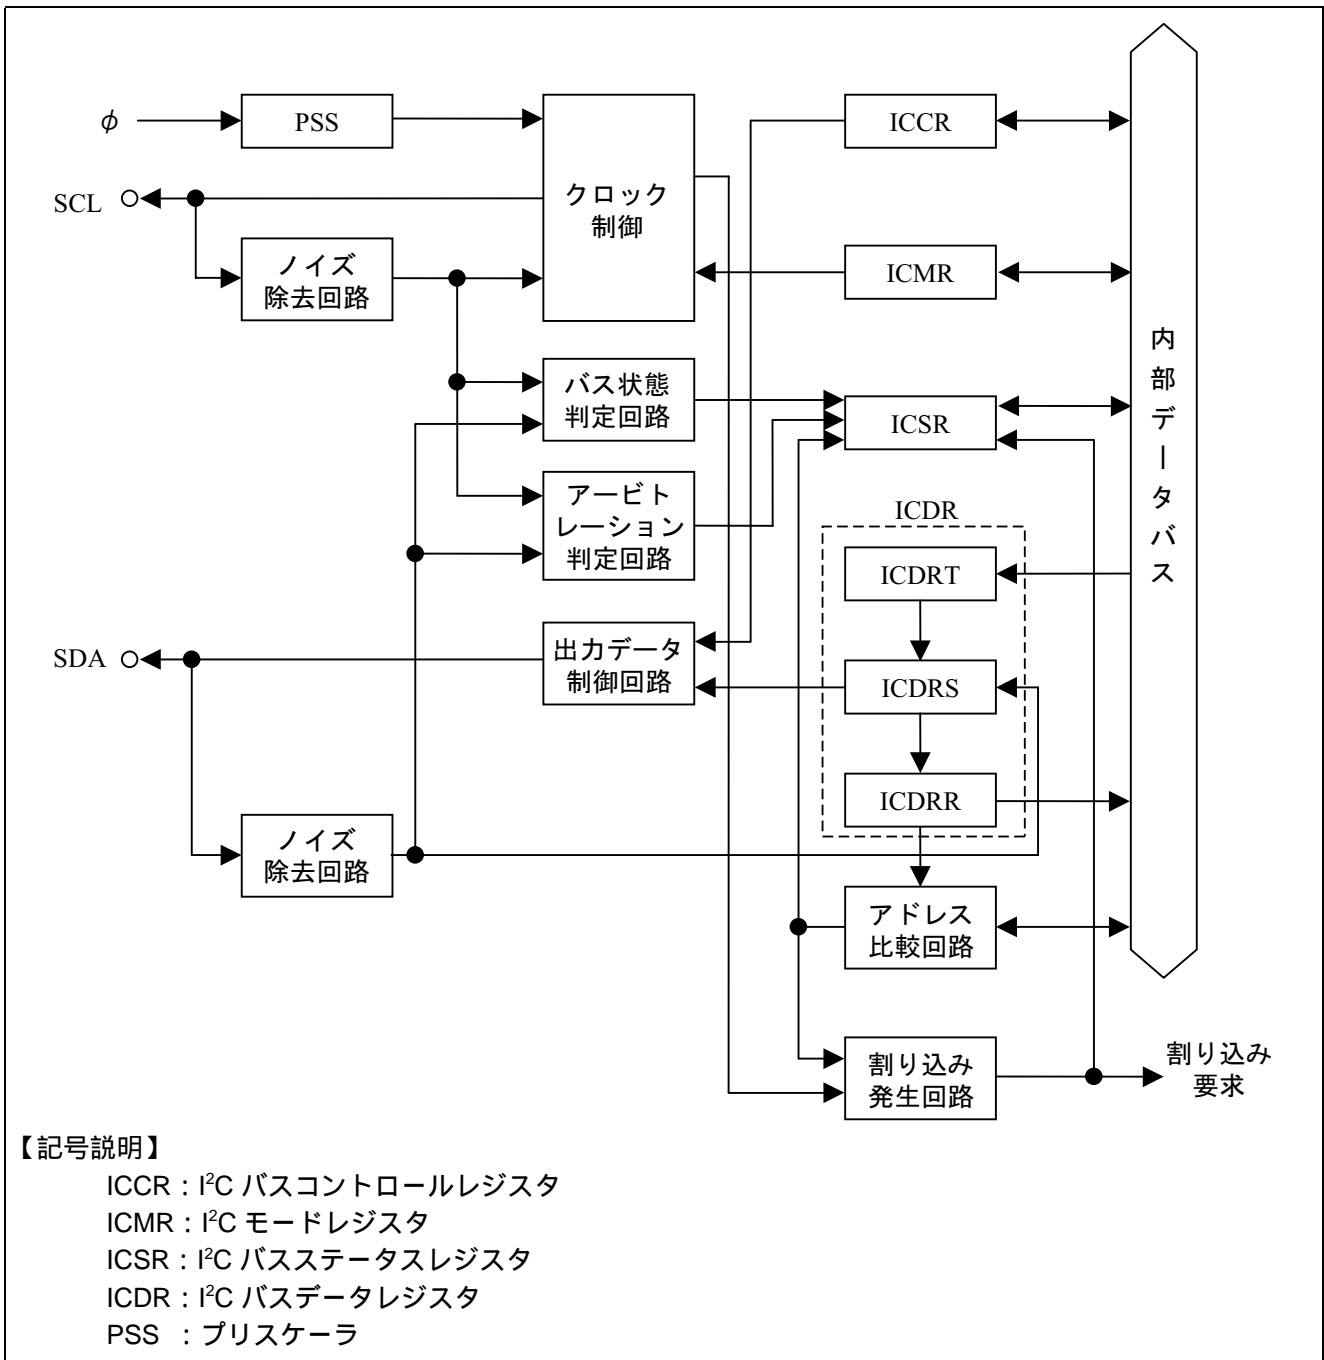 φ
PSS
ICCR
SCL
クロック
制御
ノイズ
除去回路
ICMR
内部データバス
バス状態
判定回路
ICSR
アービト
レーション
判定回路
ICDR
ICDRT
SDA
出力データ
制御回路
ICDRS
ICDRR
ノイズ
除去回路
アドレス
比較回路
割り込み
発生回路
割り込み
要求
【記号説明】
ICCR：I²C バスコントロールレジスタ
ICMR：I²C モードレジスタ
ICSR：I²C バスステータスレジスタ
ICDR：I²C バスデータレジスタ
PSS ：プリスケーラ